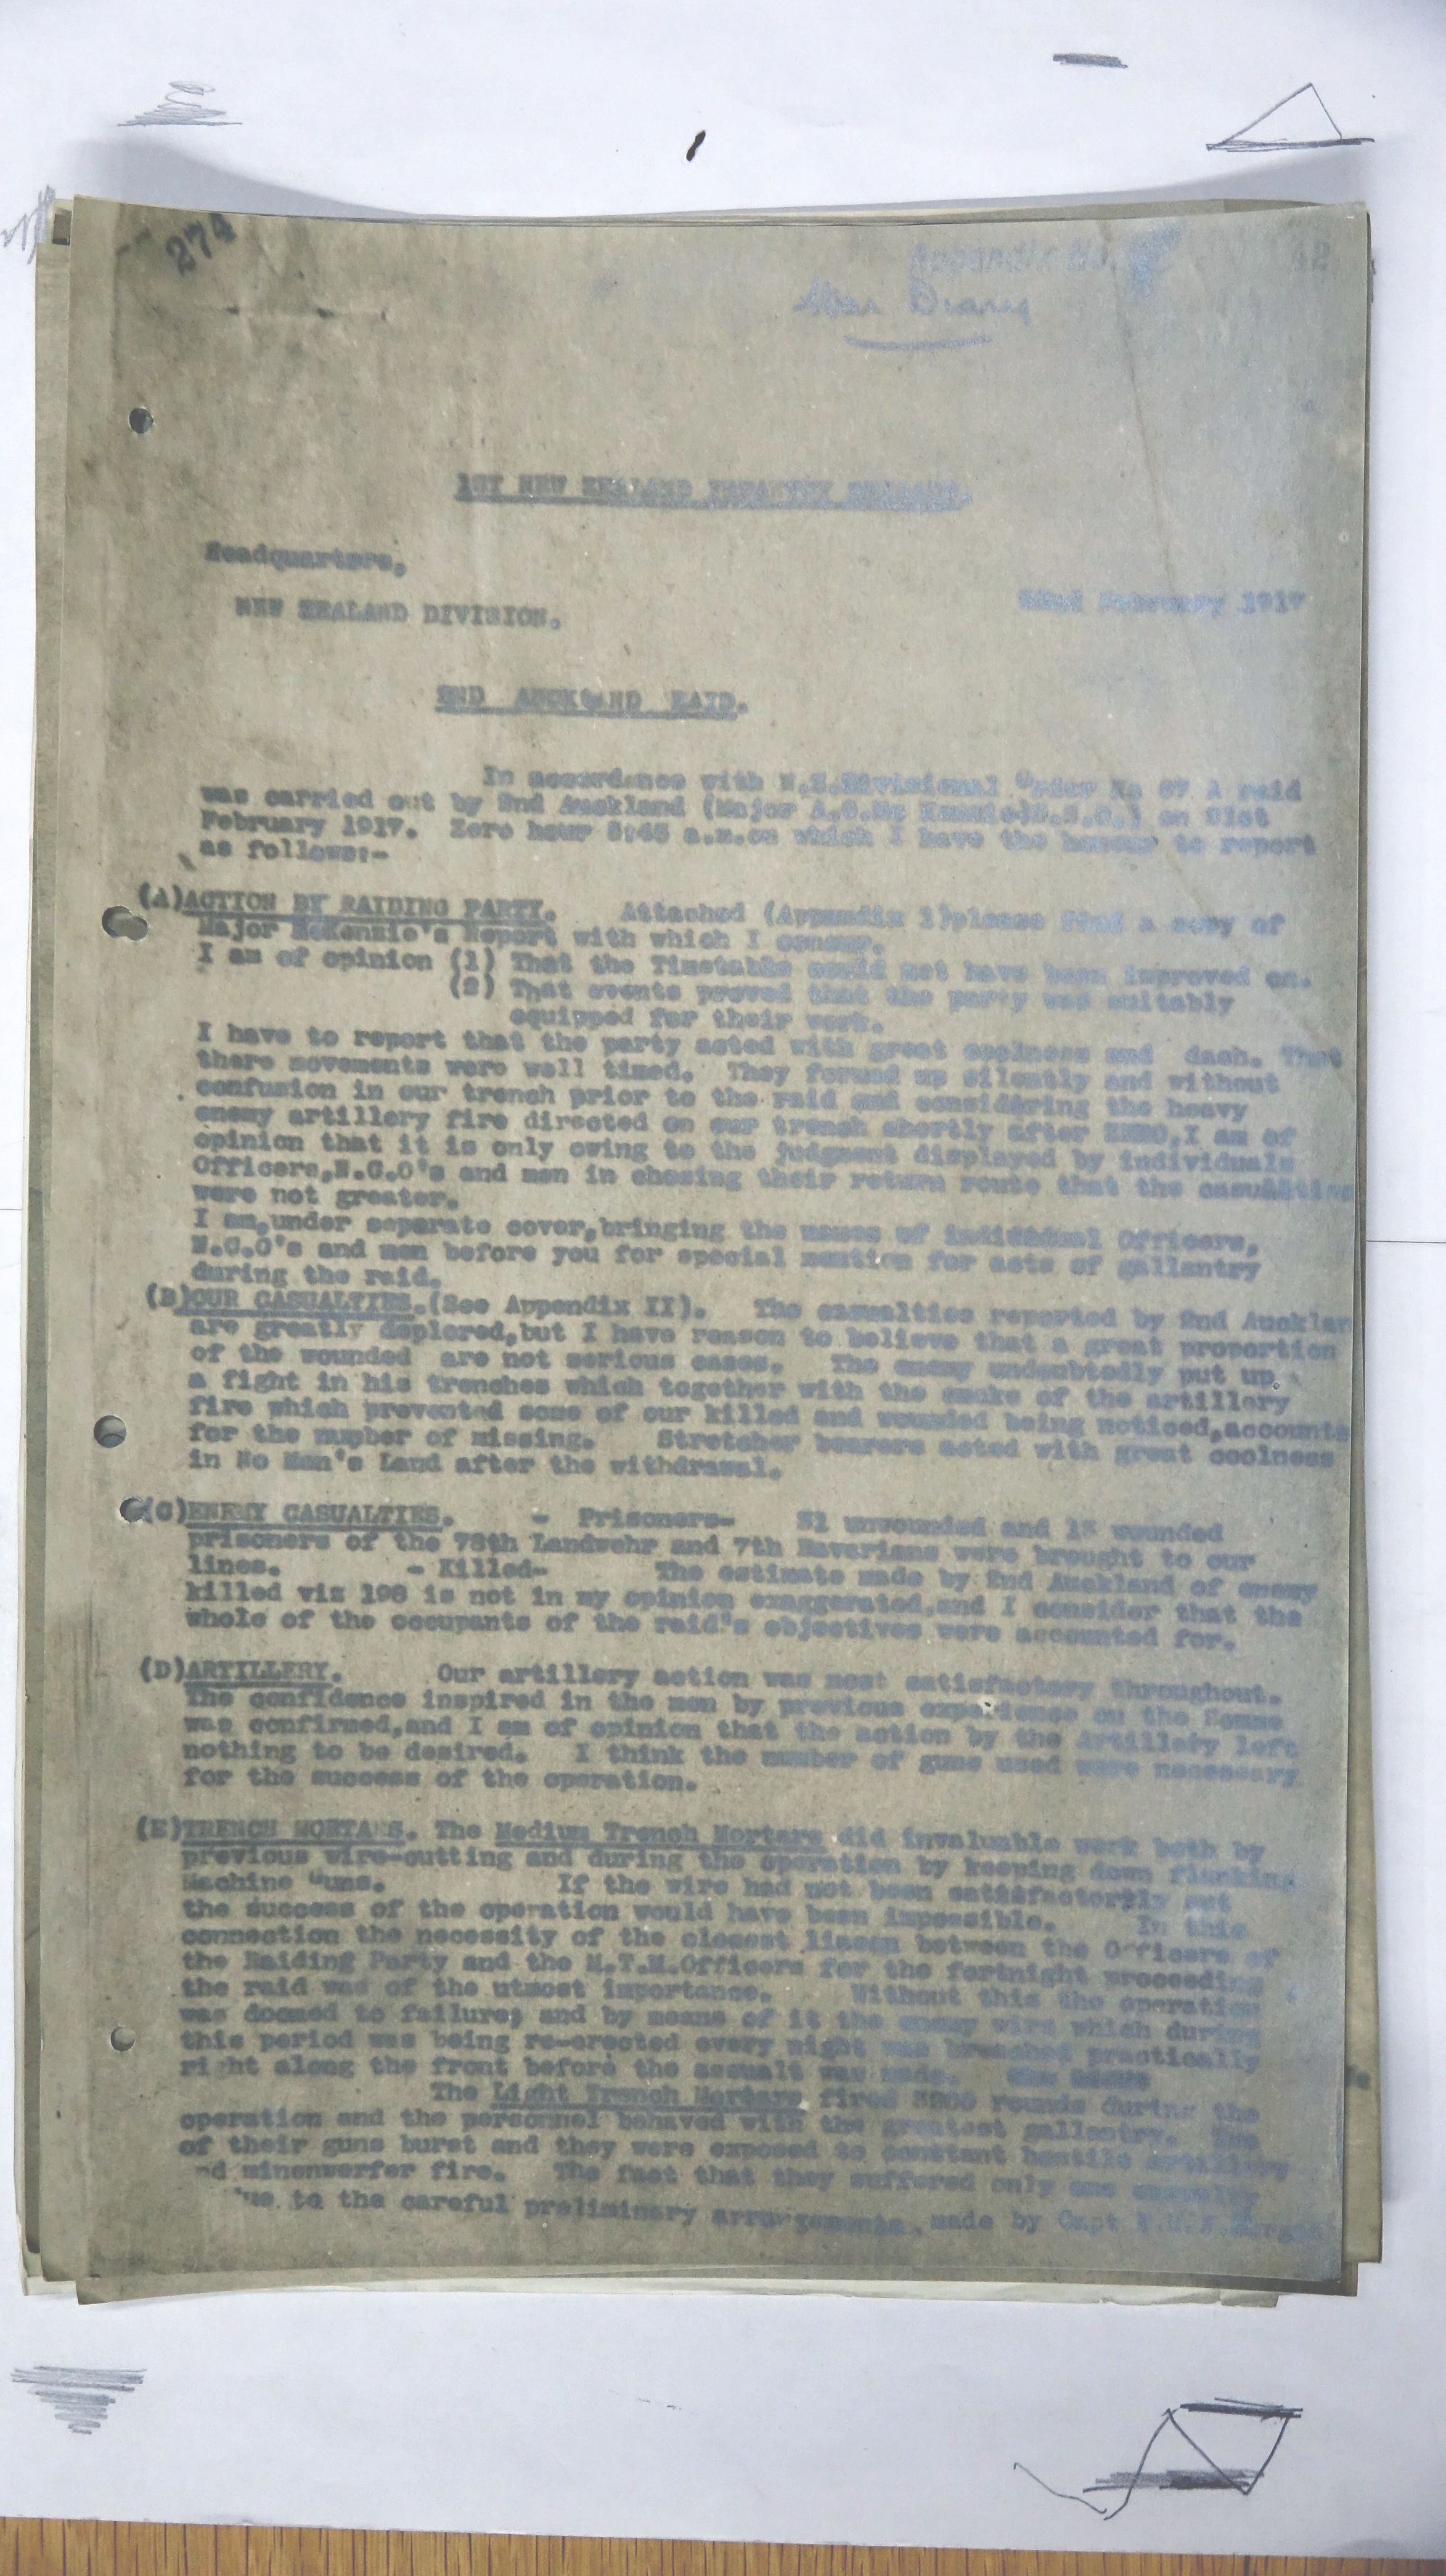 274
War Diary
1ST NEW ZEALAND INFANTRY BRIGADE.
Headquarters,
22nd February 1917
NEW ZEALAND DIVISION.
2ND AUCKLAND RAID.
In accordance with N.Z.Divisional Order No 67 A raid
was carried out by 2nd Auckland (Major A.G.Mc Kenzie D.S.O.) on 21st
February 1917. Zero hour 5:45 a.m.on which I have the honour to report
as follows:-
(A)ACTION BY RAIDING PARTY. Attached (Appendix 1)please find a copy of
Major McKenzie's Report with which I concur.
I am of opinion (1) That the Timetable could not have been improved on.
(2) That events proved that the party was suitably
equipped for their work.
I have to report that the party acted with great coolness and dash. That
there movements were well timed. They formed up silently and without
confusion in our trench prior to the raid and considering the heavy
enemy artillery fire directed on our trench shortly after ZERO,I am of
opinion that it is only owing to the judgment displayed by individuals
Officers,N.C.O's and men in chosing their return route that the casualties
were not greater.
I am,under separate cover,bringing the names of individual Officers,
N.C.O's and men before you for special mention for acts of gallantry
during the raid.
(B)OUR CASUALTIES.(See Appendix II). The casualties reported by 2nd Auckland
are greatly deplored,but I have reason to believe that a great proportion
of the wounded are not serious cases. The enemy undoubtedly put up
a fight in his trenches which together with the smoke of the artillery
fire which prevented some of our killed and wounded being noticed,accounts
for the number of missing. Stretcher bearers acted with great coolness
in No Man's Land after the withdrawal.
(C)ENEMY CASUALTIES. - Prisoners- 31 unwounded and wounded
prisoners of the 78th Landwehr and 7th Bavarians were brought to our
lines. - Killed- The estimate made by 2nd Auckland of enemy
killed viz 198 is not in my opinion exaggerated,and I consider that the
whole of the occupants of the raid's objectives were accounted for.
(D)ARTILLERY. Our artillery action was most satisfactory throughout.
The confidence inspired in the men by previous experience on the Somme
was confirmed,and I am of opinion that the action by the Artillery left
nothing to be desired. I think the number of guns used were necessary
for the success of the operation.
(E)TRENCH MORTARS. The Medium Trench Mortars did invaluable work both by
previous wire-cutting and during the operation by keeping down flanking
Machine Guns. If the wire had not been satisfactorily cut
the success of the operation would have been impossible. In this
connection the necessity of the closest liason between the Officers of
the Raiding Party and the M.T.M.Officers for the fortnight proceeding
the raid was of the utmost importance. Without this the operation
was doomed to failure; and by means of it the enemy wire which during
this period was being re-erected every night was breached practically
right along the front before the assualt was made.
The Light Trench Mortars fired rounds during the
operation and the personnel behaved with the greatest gallantry. Two
of their guns burst and they were exposed to constant hostile artillery
nd minenwerfer fire. The fact that they suffered only one casualty
ue to the careful preliminary arrangements made by Capt